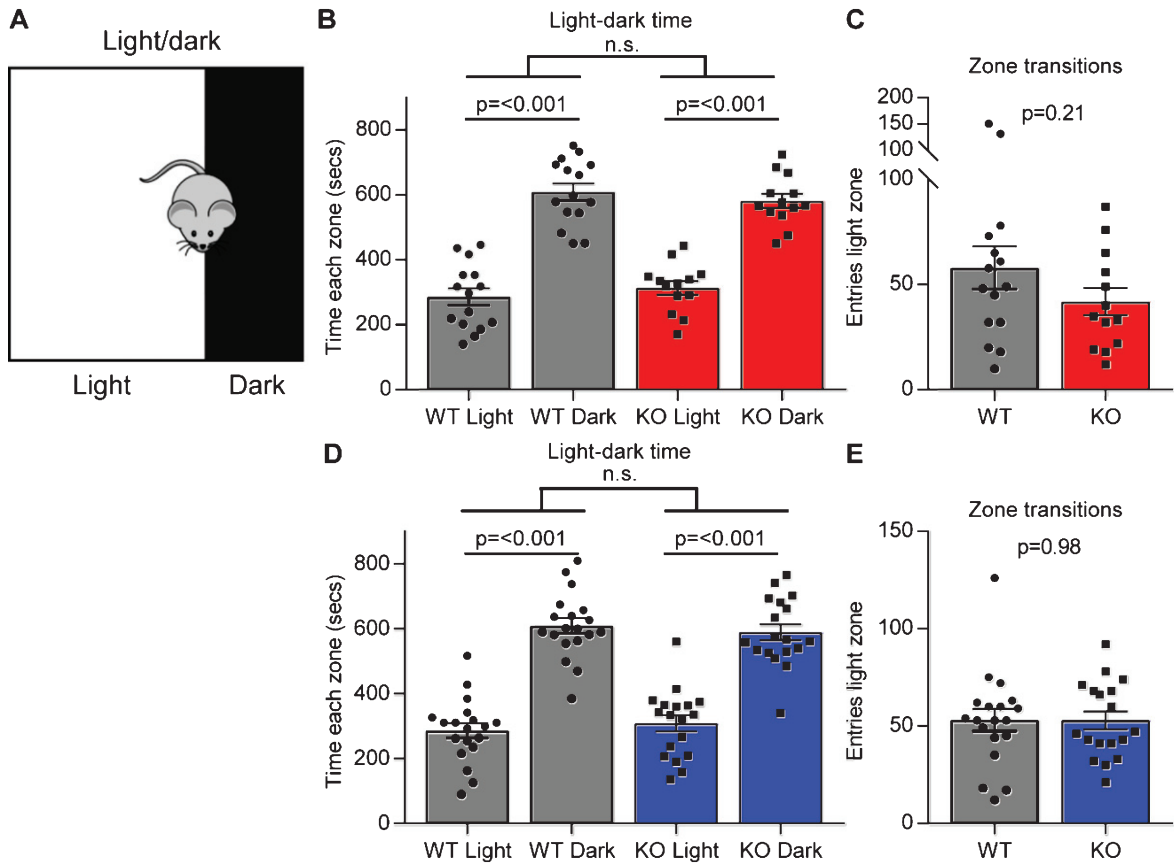 A
Light/dark
Light
Dark
B
Light-dark time
n.s.
p=<0.001
p=<0.001
Time each zone (secs)
800
600
400
200
0
WT Light
WT Dark
KO Light
KO Dark
C
Zone transitions
p=0.21
Entries light zone
200
150
100
100
50
0
WT
KO
D
Light-dark time
n.s.
p=<0.001
p=<0.001
Time each zone (secs)
800
600
400
200
0
WT Light
WT Dark
KO Light
KO Dark
E
Zone transitions
p=0.98
Entries light zone
150
100
50
0
WT
KO